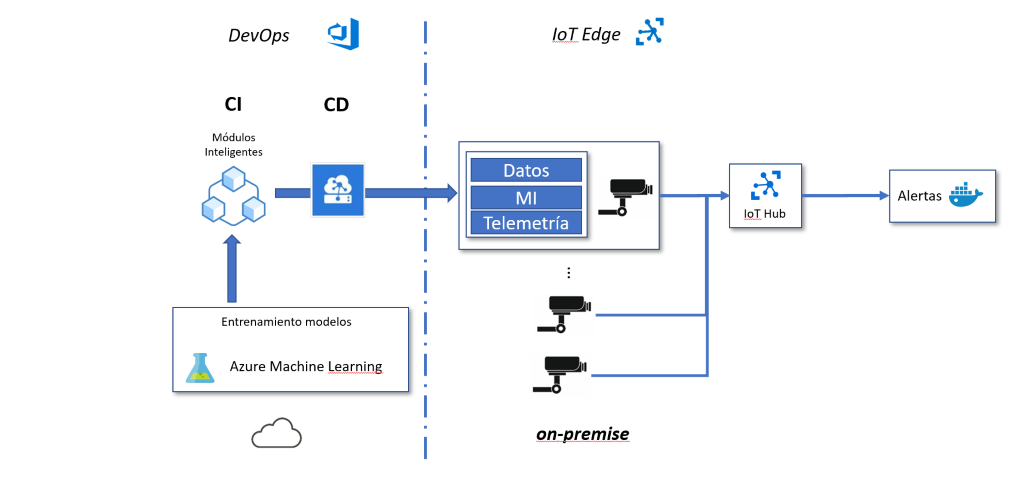 DevOps
IoT Edge
CI
CD
Módulos
Inteligentes
Datos
MI
Telemetría
IoT Hub
Alertas
...
Entrenamiento modelos
Azure Machine Learning
on-premise